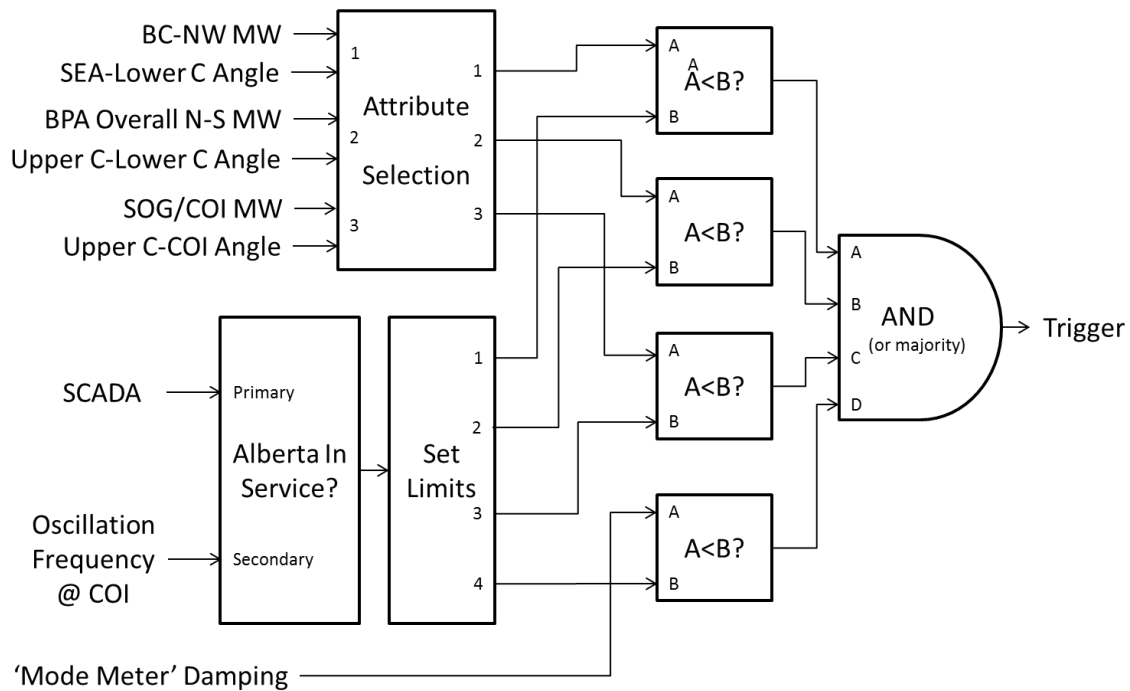 BC-NW MW
SEA-Lower C Angle
BPA Overall N-S MW
Upper C-Lower C Angle
SOG/COI MW
Upper C-COI Angle
1
2
3
Attribute
Selection
1
2
3
A
A
A<B?
B
A
A<B?
B
A
A<B?
B
A
A<B?
B
A
B
C
D
AND
(or majority)
Trigger
SCADA
Primary
Alberta In
Service?
Oscillation
Frequency
@ COI
Secondary
Set
Limits
1
2
3
4
‘Mode Meter’ Damping